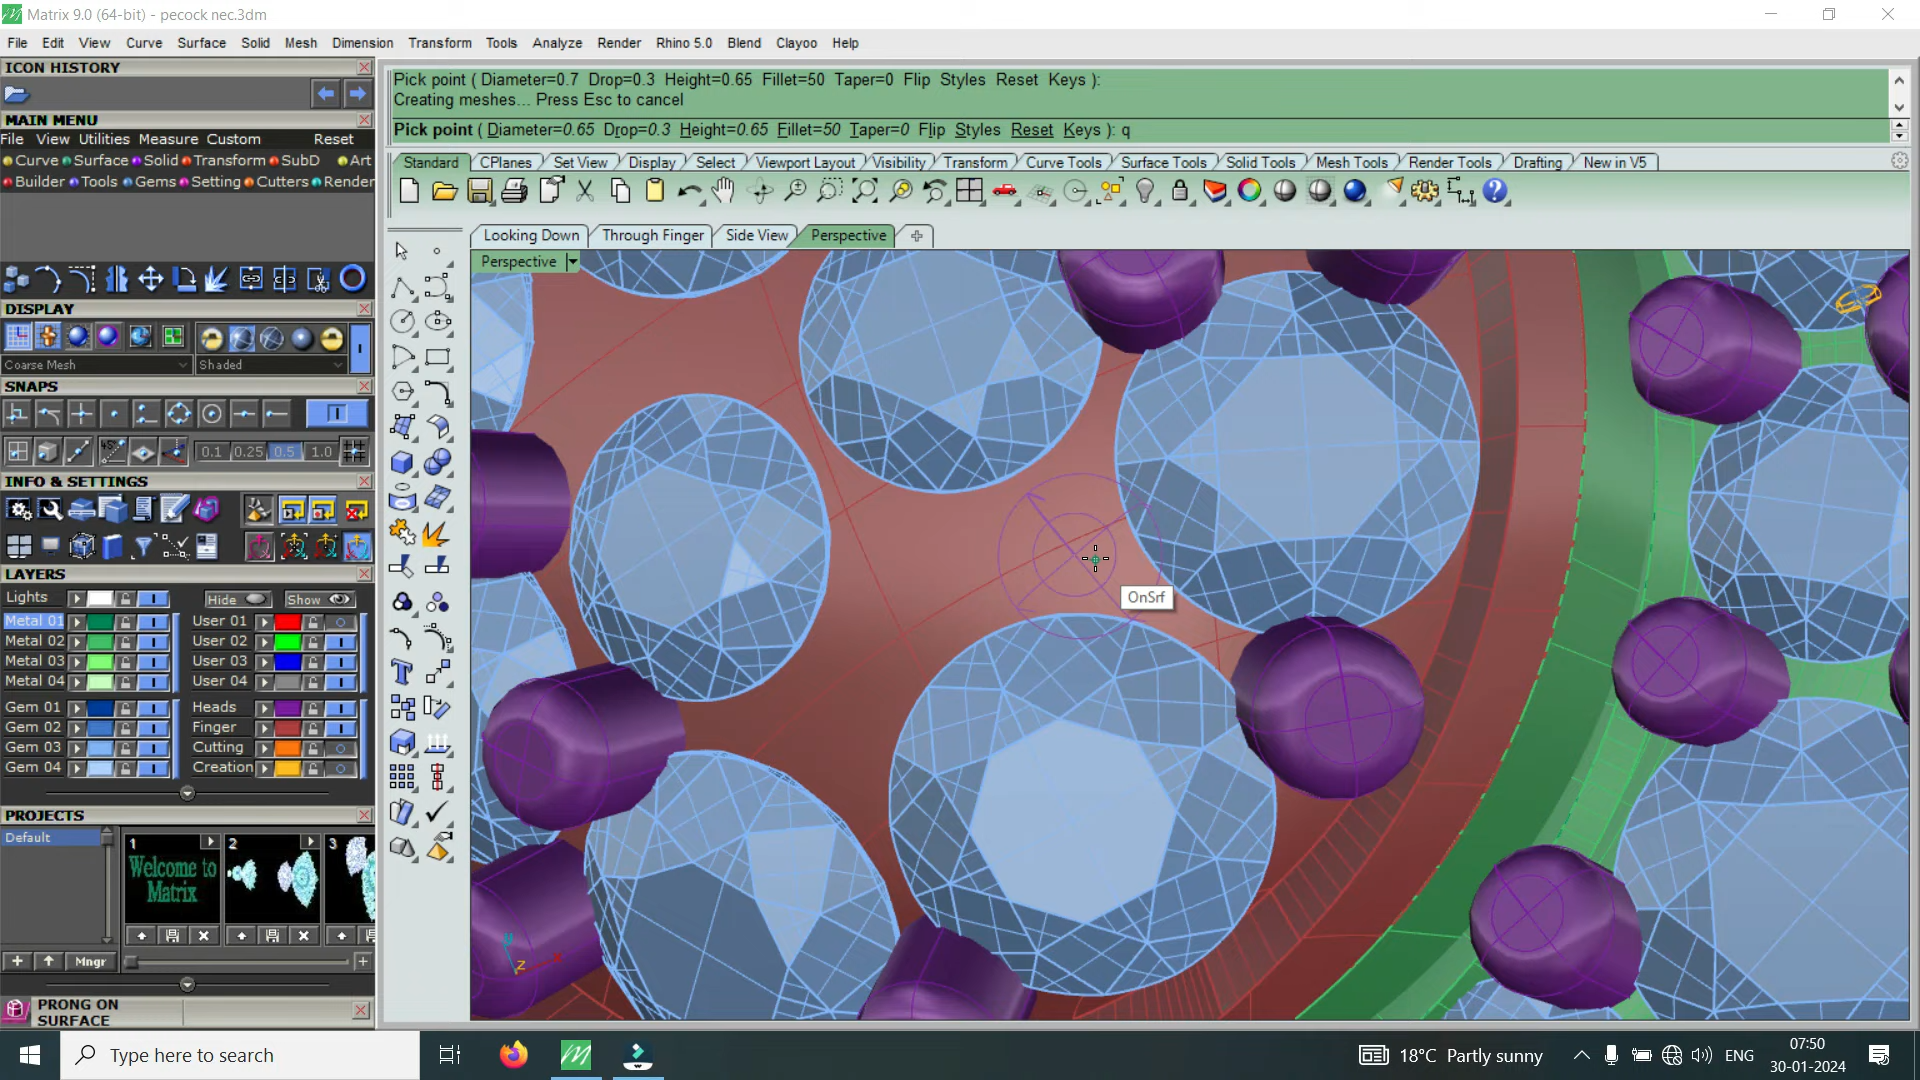 Matrix 9.0 (64-bit) - pecock nec.3dm
File Edit View Curve Surface Solid Mesh Dimension Transform Tools Analyze Render Rhino 5.0 Blend Clayoo Help
ICON HISTORY
MAIN MENU
File View Utilities Measure Custom Reset
Curve Surface Solid Transform SubD Art
Builder Tools Gems Setting Cutters Render
DISPLAY
Coarse Mesh Shaded
SNAPS
0.1 0.25 0.5 1.0
INFO & SETTINGS
LAYERS
Lights Hide Show
Metal 01 User 01
Metal 02 User 02
Metal 03 User 03
Metal 04 User 04
Gem 01 Heads
Gem 02 Finger
Gem 03 Cutting
Gem 04 Creation
PROJECTS
Default
1 2 3
Welcome to Matrix
Mngr
PRONG ON
SURFACE
Pick point ( Diameter=0.7 Drop=0.3 Height=0.65 Fillet=50 Taper=0 Flip Styles Reset Keys ):
Creating meshes... Press Esc to cancel
Pick point ( Diameter=0.65 Drop=0.3 Height=0.65 Fillet=50 Taper=0 Flip Styles Reset Keys ): q
Standard CPlanes Set View Display Select Viewport Layout Visibility Transform Curve Tools Surface Tools Solid Tools Mesh Tools Render Tools Drafting New in V5
Looking Down Through Finger Side View Perspective
Perspective
OnSrf
y
x
z
Type here to search
18°C Partly sunny
ENG
07:50
30-01-2024